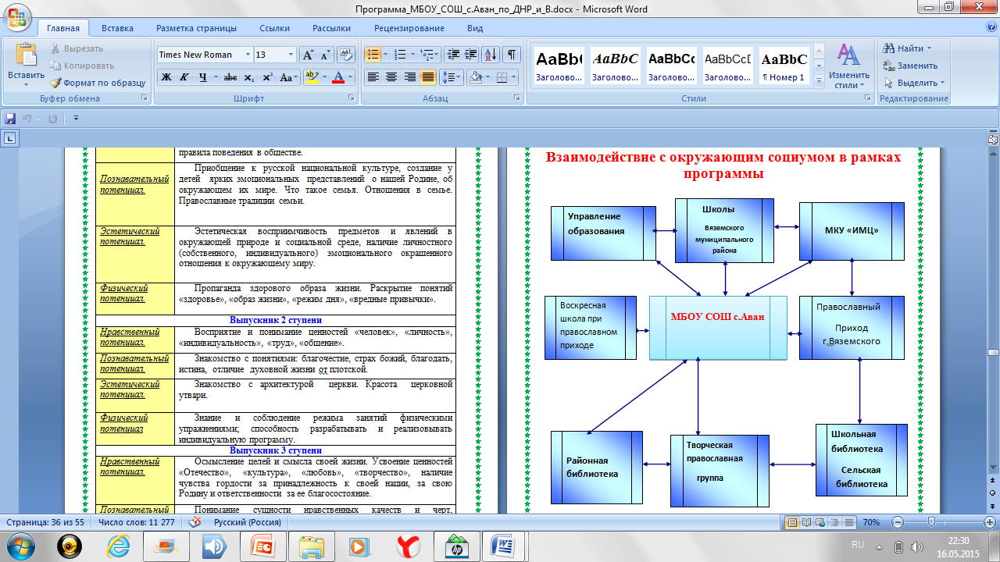 Программа_МБОУ_СОШ_с.Аван_по_ДНР_и_В.docx - Microsoft Word
Главная
Вставка
Разметка страницы
Ссылки
Рассылки
Рецензирование
Вид
Вставить
Вырезать
Копировать
Формат по образцу
Буфер обмена
Times New Roman
13
Ж К Ч abc x₂ x² Aa
Шрифт
Абзац
AaBb(
AaBbC
AaBbCc
AaBbCcD
AaBbC
Заголово...
Заголово...
Заголово...
Заголово...
¶ Номер 1
Изменить
стили
Стили
Найти
Заменить
Выделить
Редактирование
правила поведения в обществе.
Познавательный
потенциал.
Приобщение к русской национальной культуре, создание у
детей ярких эмоциональных представлений о нашей Родине, об
окружающем их мире. Что такое семья. Отношения в семье.
Православные традиции семьи.
Эстетический
потенциал.
Эстетическая восприимчивость предметов и явлений в
окружающей природе и социальной среде, наличие личностного
(собственного, индивидуального) эмоционального окрашенного
отношения к окружающему миру.
Физический
потенциал.
Пропаганда здорового образа жизни. Раскрытие понятий
«здоровье», «образ жизни», «режим дня», «вредные привычки».
Выпускник 2 ступени
Нравственный
потенциал.
Восприятие и понимание ценностей «человек», «личность»,
«индивидуальность», «труд», «общение».
Познавательный
потенциал.
Знакомство с понятиями: благочестие, страх божий, благодать,
истина, отличие духовной жизни от плотской.
Эстетический
потенциал.
Знакомство с архитектурой церкви. Красота церковной
утвари.
Физический
потенциал
Знание и соблюдение режима занятий физическими
упражнениями; способность разрабатывать и реализовывать
индивидуальную программу.
Выпускник 3 ступени
Нравственный
потенциал.
Осмысление целей и смысла своей жизни. Усвоение ценностей
«Отечество», «культура», «любовь», «творчество», наличие
чувства гордости за принадлежность к своей нации, за свою
Родину и ответственности за ее благосостояние.
Познавательный
Понимание сущности нравственных качеств и черт,
Взаимодействие с окружающим социумом в рамках
программы
Управление
образования
Школы
Вяземского
муниципального
района
МКУ «ИМЦ»
Воскресная
школа при
православном
приходе
МБОУ СОШ с.Аван
Православный
Приход
г.Вяземского
Районная
библиотека
Творческая
православная
группа
Школьная
библиотека
Сельская
библиотека
Страница: 36 из 55
Число слов: 11 277
Русский (Россия)
70%
RU
22:30
16.05.2015